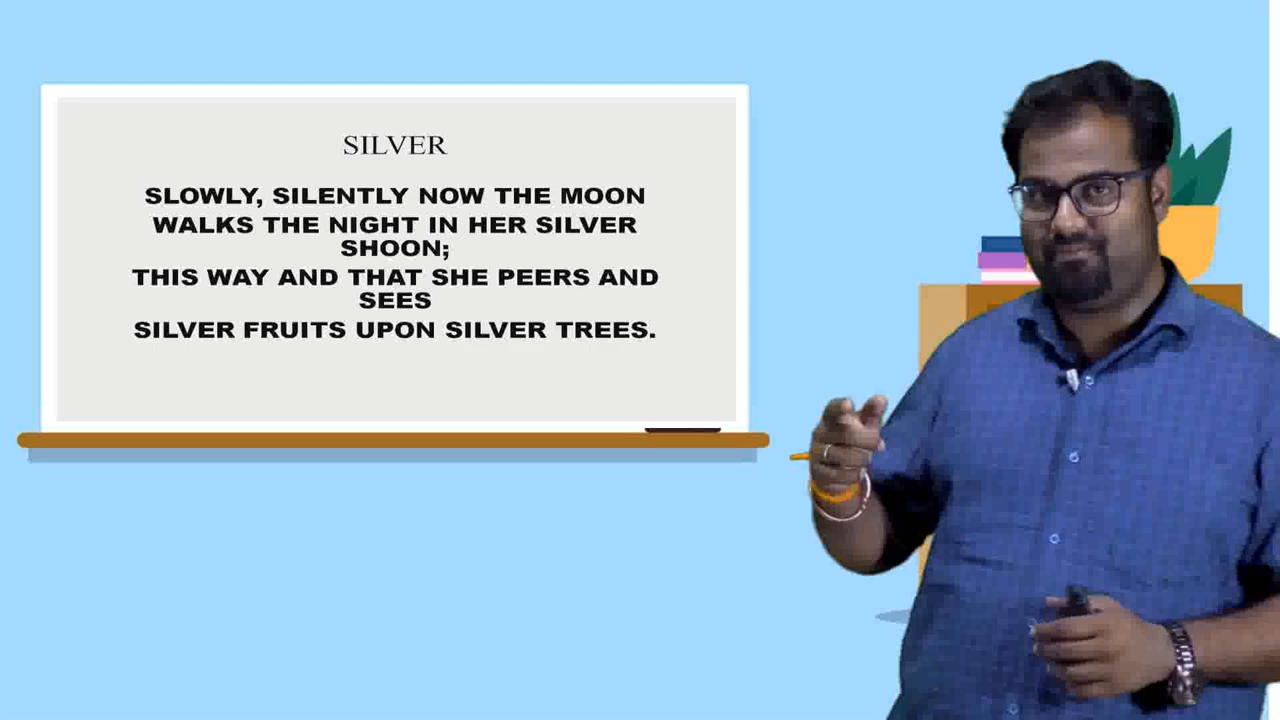 SILVER
SLOWLY, SILENTLY NOW THE MOON
WALKS THE NIGHT IN HER SILVER
SHOON;
THIS WAY AND THAT SHE PEERS AND
SEES
SILVER FRUITS UPON SILVER TREES.